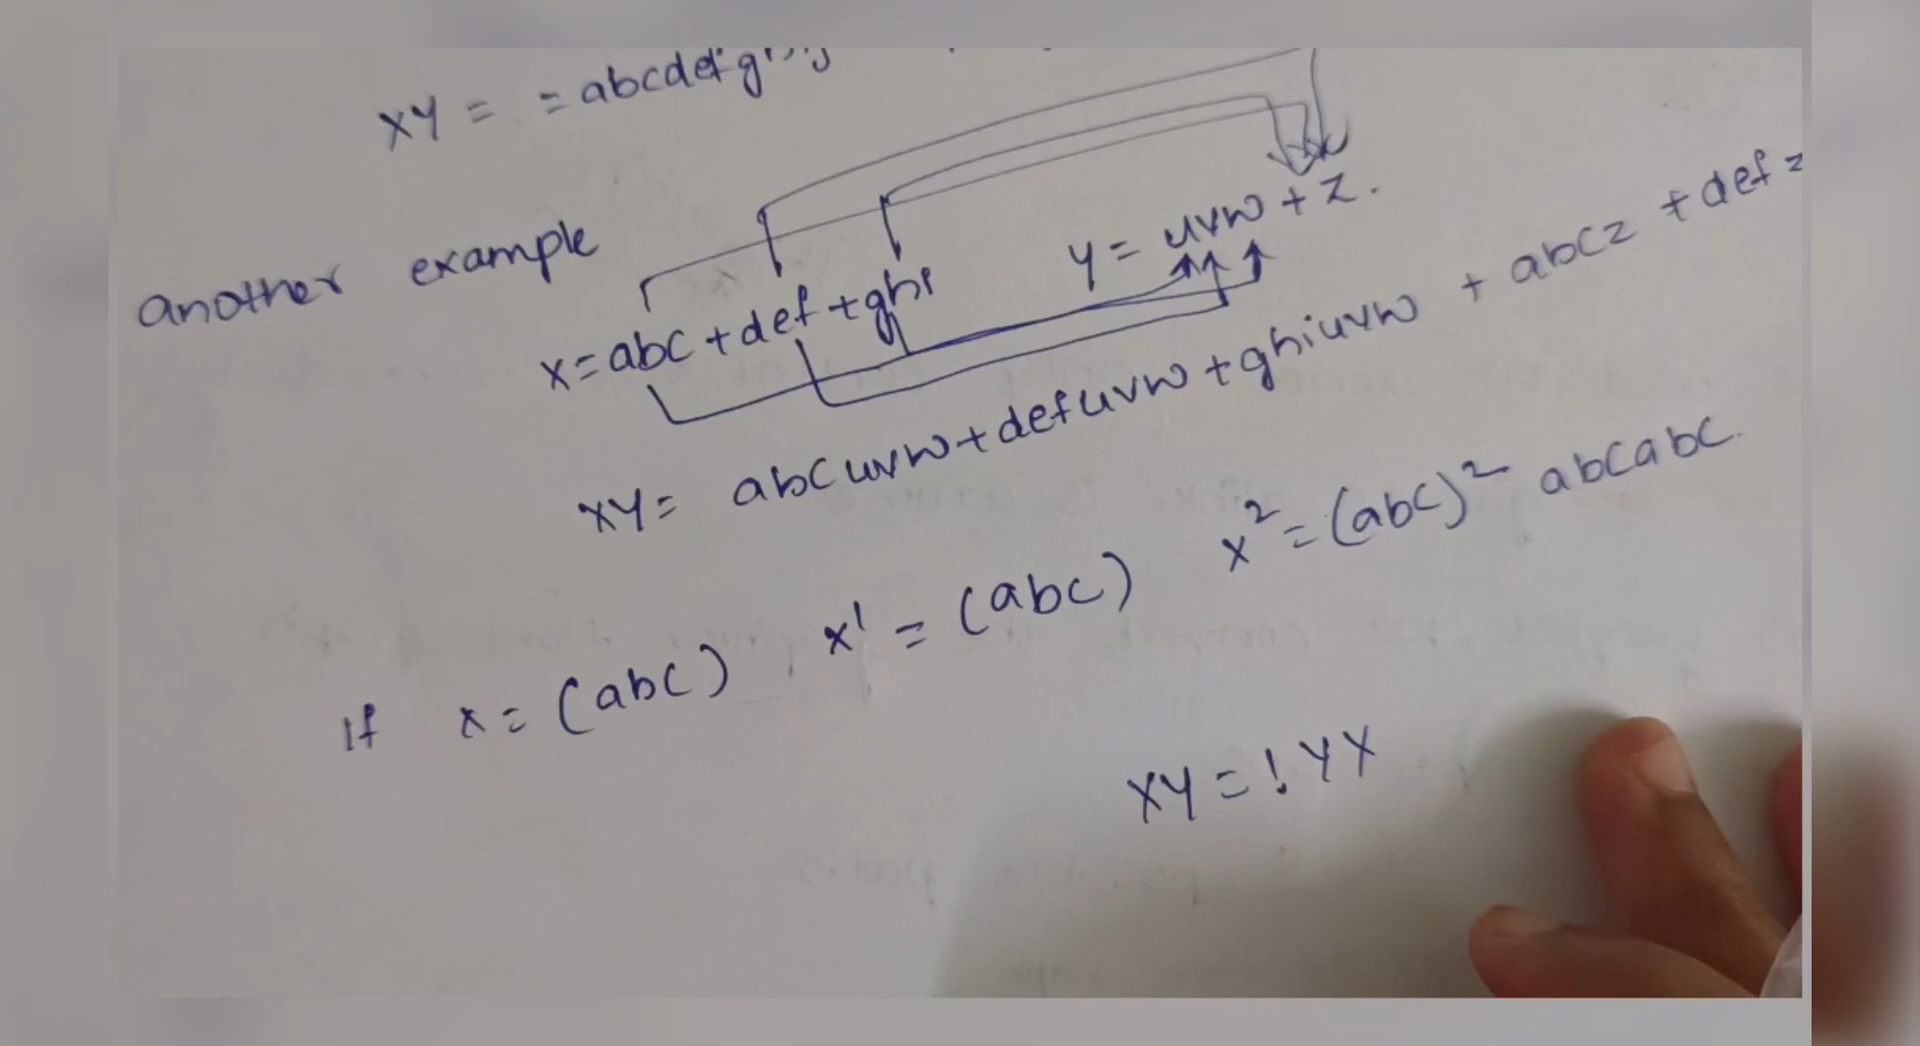 XY = = abcdef
another example
X = abc + def + ghi Y = uvw + Z.
XY = abcuvw + defuvw + ghiuvw + abcz + def z
If x = (abc) x¹ = (abc) x² = (abc)² abcabc.
XY = ! YX